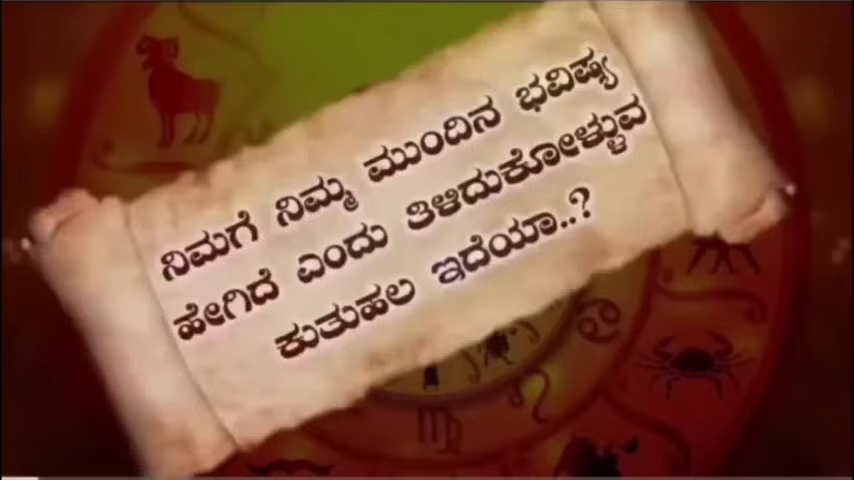 ನಿಮಗೆ ನಿಮ್ಮ ಮುಂದಿನ ಭವಿಷ್ಯ
ಹೇಗಿದೆ ಎಂದು ತಿಳಿದುಕೋಳ್ಳುವ
ಕುತುಹಲ ಇದೆಯಾ..?